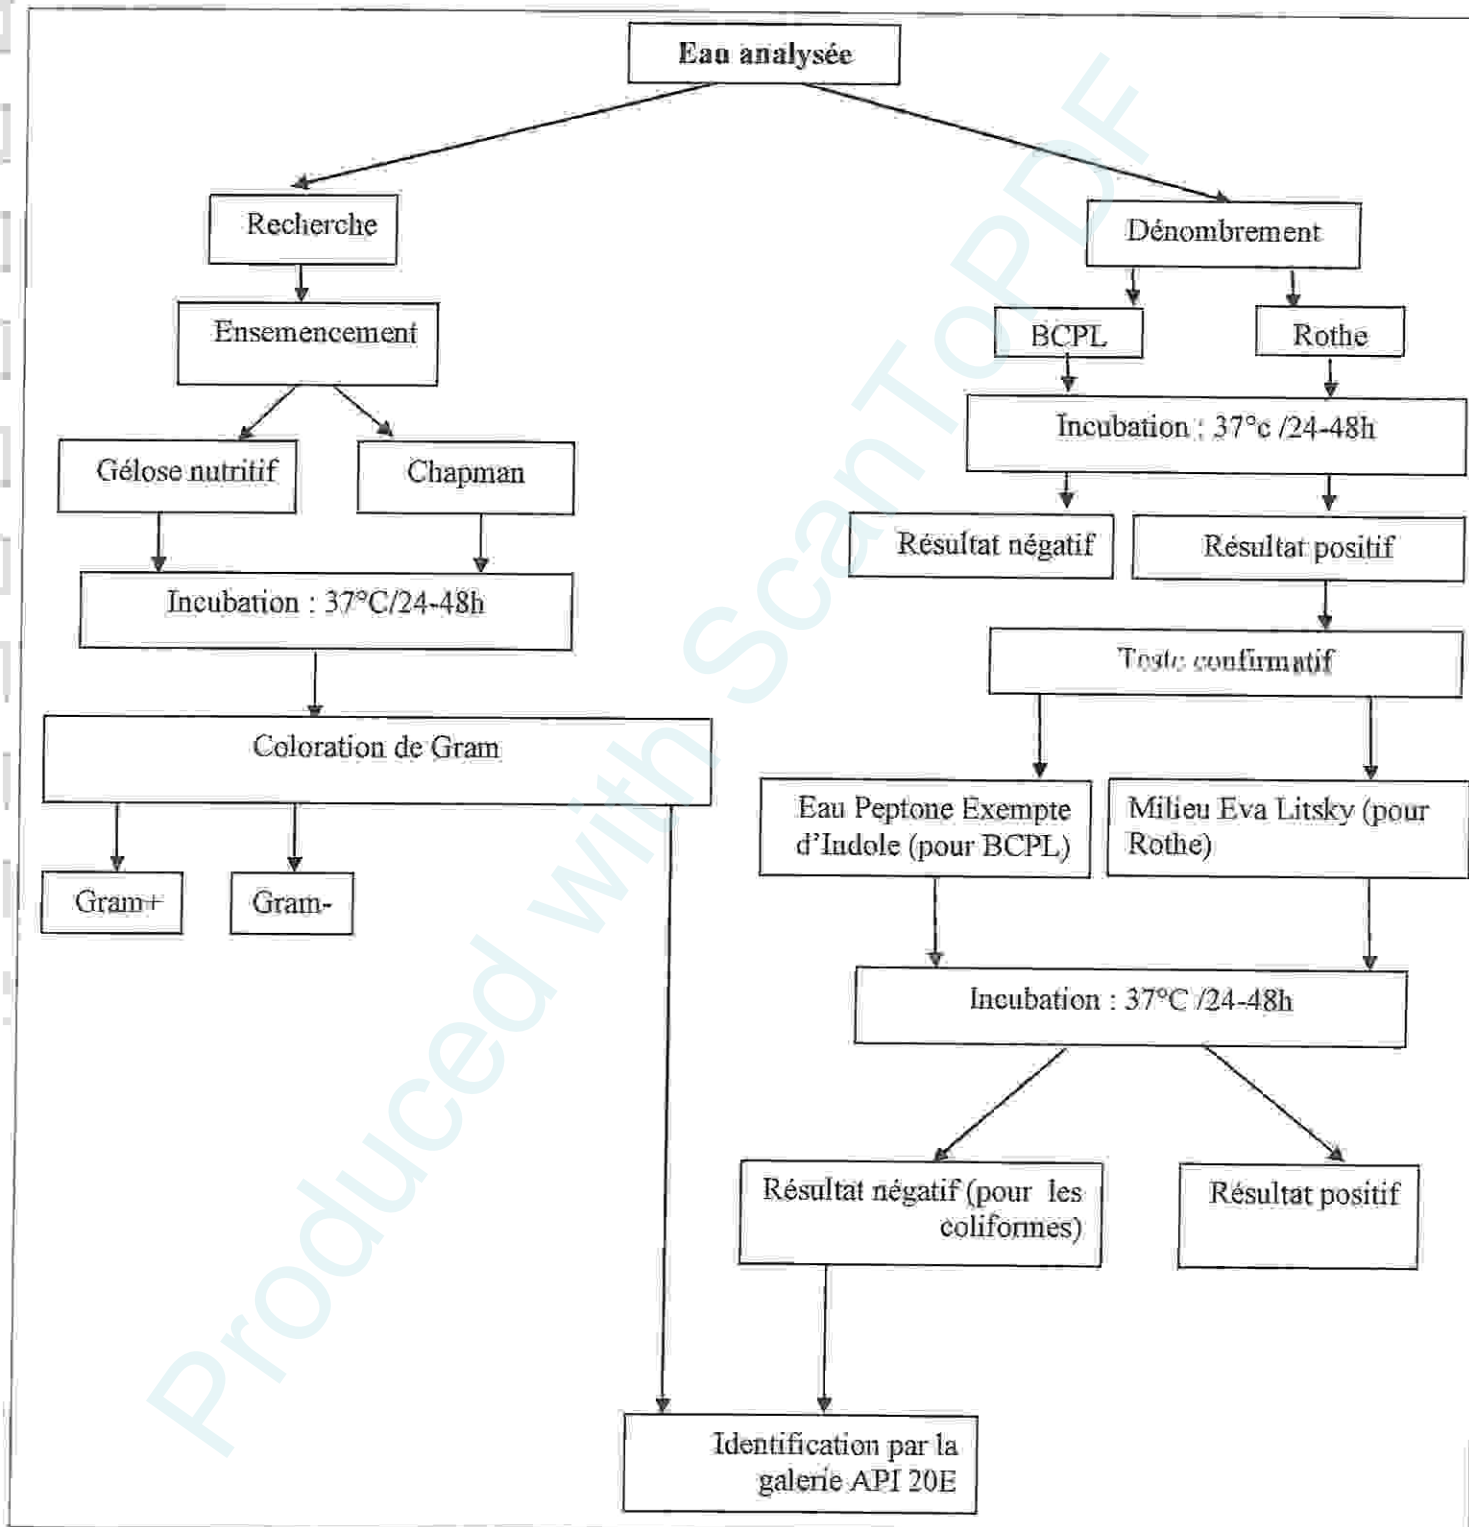 Eau analysée
Recherche
Dénombrement
Ensemencement
BCPL
Rothe
Gélose nutritif
Chapman
Incubation : 37°c /24-48h
Résultat négatif
Résultat positif
Incubation : 37°C/24-48h
Teste confirmatif
Coloration de Gram
Eau Peptone Exempte
d'Indole (pour BCPL)
Milieu Eva Litsky (pour
Rothe)
Gram+
Gram-
Incubation : 37°C /24-48h
Résultat négatif (pour les
coliformes)
Résultat positif
Identification par la
galerie API 20E
Produced with ScanToPDF